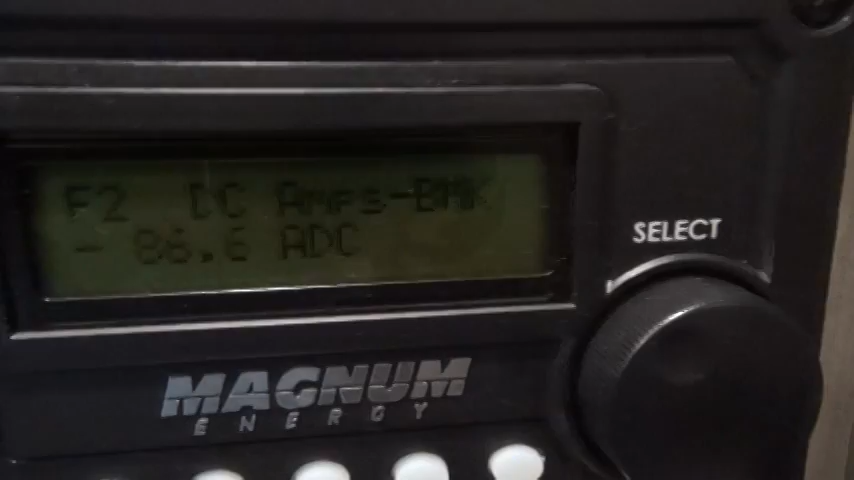 F2 DC Amps-BMK
- 86.6 ADC
SELECT
MAGNUM
ENERGY